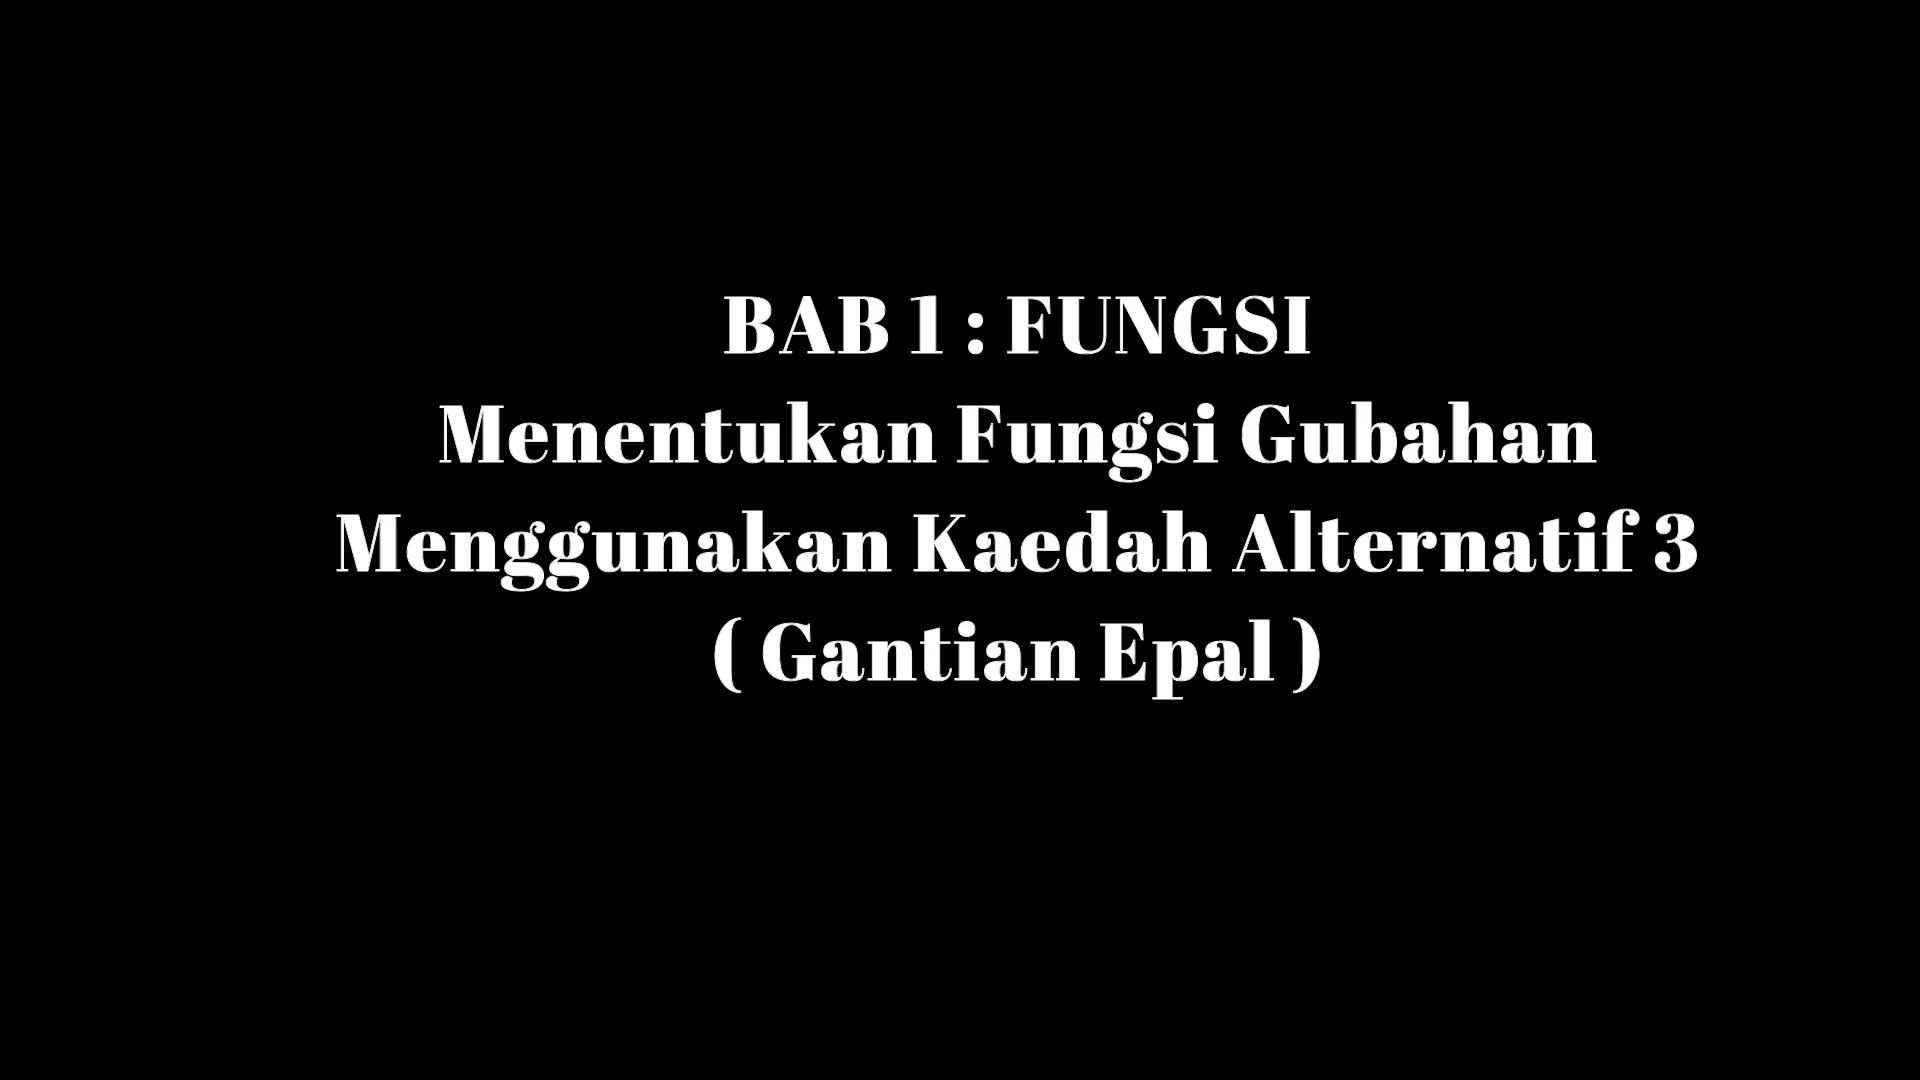 BAB 1 : FUNGSI
Menentukan Fungsi Gubahan
Menggunakan Kaedah Alternatif 3
( Gantian Epal )